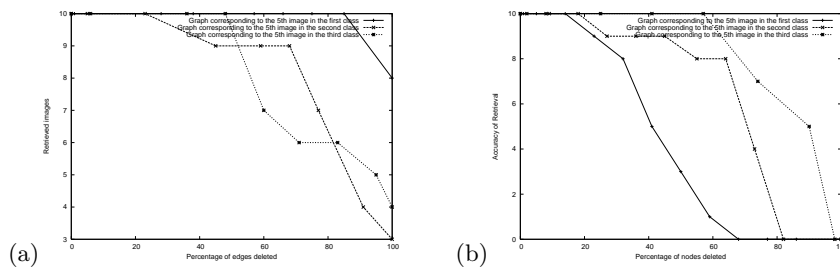 10
9
8
7
6
5
4
3
0
20
40
60
80
100
Retrieved images
Percentage of edges deleted
Graph corresponding to the 5th image in the first class
Graph corresponding to the 5th image in the second class
Graph corresponding to the 5th image in the third class
(a)
10
8
6
4
2
0
0
20
40
60
80
100
Accuracy of Retrieval
Percentage of nodes deleted
Graph corresponding to the 5th image in the first class
Graph corresponding to the 5th image in the second class
Graph corresponding to the 5th image in the third class
(b)